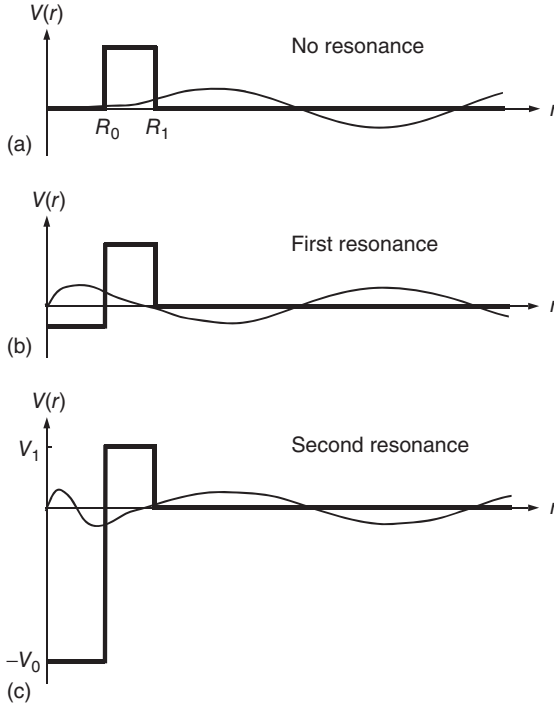 V(r)
No resonance
R0 R1 r
(a)
V(r)
First resonance
r
(b)
V(r)
V1
Second resonance
r
–V0
(c)